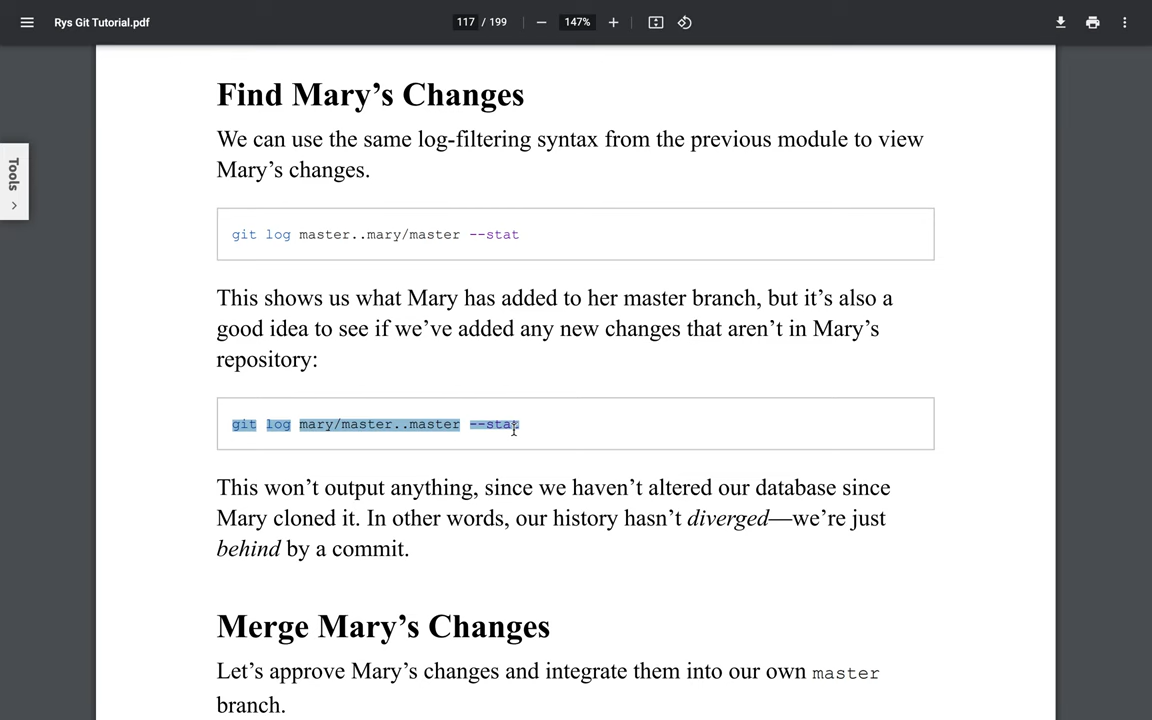 Rys Git Tutorial.pdf
117 / 199
147%
Tools
Find Mary’s Changes
We can use the same log-filtering syntax from the previous module to view
Mary’s changes.
git log master..mary/master --stat
This shows us what Mary has added to her master branch, but it’s also a
good idea to see if we’ve added any new changes that aren’t in Mary’s
repository:
git log mary/master..master --stat
This won’t output anything, since we haven’t altered our database since
Mary cloned it. In other words, our history hasn’t diverged—we’re just
behind by a commit.
Merge Mary’s Changes
Let’s approve Mary’s changes and integrate them into our own master
branch.